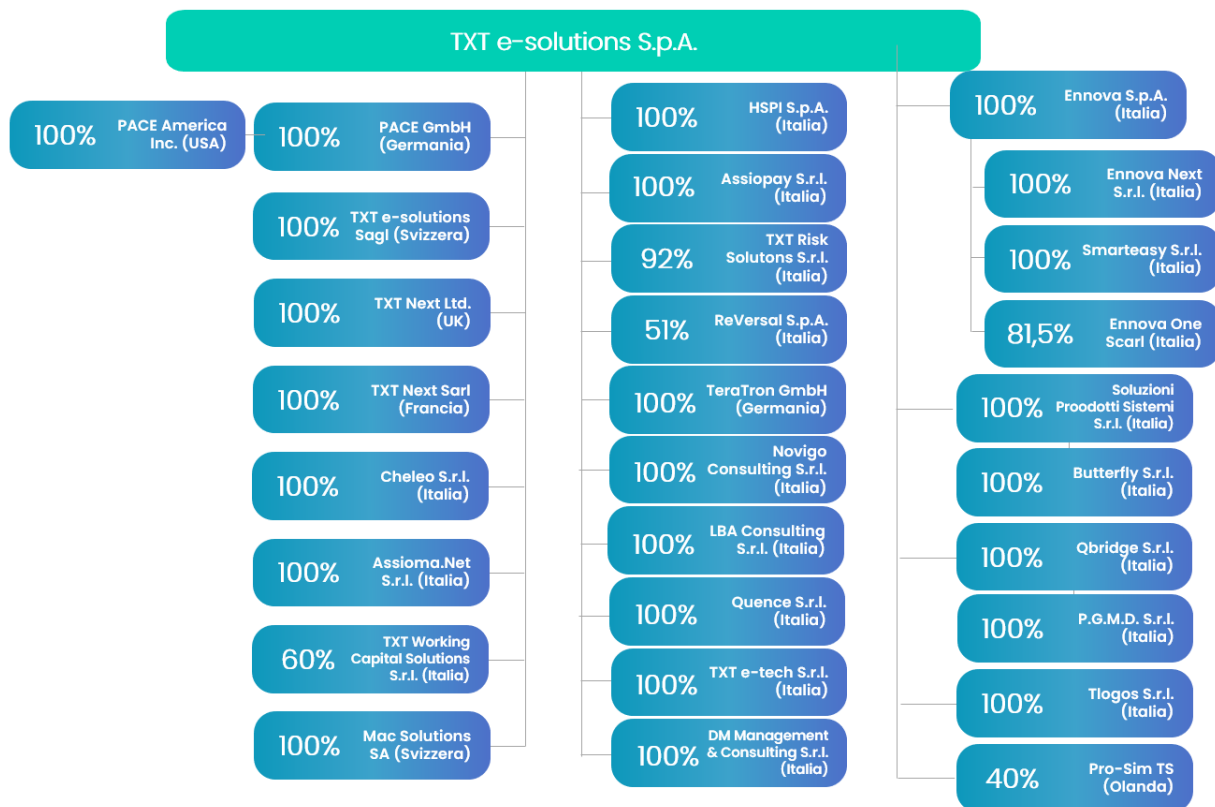 TXT e-solutions S.p.A.
100%
PACE America
Inc. (USA)
100%
PACE GmbH
(Germania)
100%
TXT e-solutions
Sagl (Svizzera)
100%
TXT Next Ltd.
(UK)
100%
TXT Next Sarl
(Francia)
100%
Cheleo S.r.l.
(Italia)
100%
Assioma.Net
S.r.l. (Italia)
60%
TXT Working
Capital Solutions
S.r.l. (Italia)
100%
Mac Solutions
SA (Svizzera)
100%
HSPI S.p.A.
(Italia)
100%
Assiopay S.r.l.
(Italia)
92%
TXT Risk
Solutons S.r.l.
(Italia)
51%
ReVersal S.p.A.
(Italia)
100%
TeraTron GmbH
(Germania)
100%
Novigo
Consulting S.r.l.
(Italia)
100%
LBA Consulting
S.r.l. (Italia)
100%
Quence S.r.l.
(Italia)
100%
TXT e-tech S.r.l.
(Italia)
100%
DM Management
& Consulting S.r.l.
(Italia)
100%
Ennova S.p.A.
(Italia)
100%
Ennova Next
S.r.l. (Italia)
100%
Smarteasy S.r.l.
(Italia)
81,5%
Ennova One
Scarl (Italia)
100%
Soluzioni
Proodotti Sistemi
S.r.l. (Italia)
100%
Butterfly S.r.l.
(Italia)
100%
Qbridge S.r.l.
(Italia)
100%
P.G.M.D. S.r.l.
(Italia)
100%
Tlogos S.r.l.
(Italia)
40%
Pro-Sim TS
(Olanda)